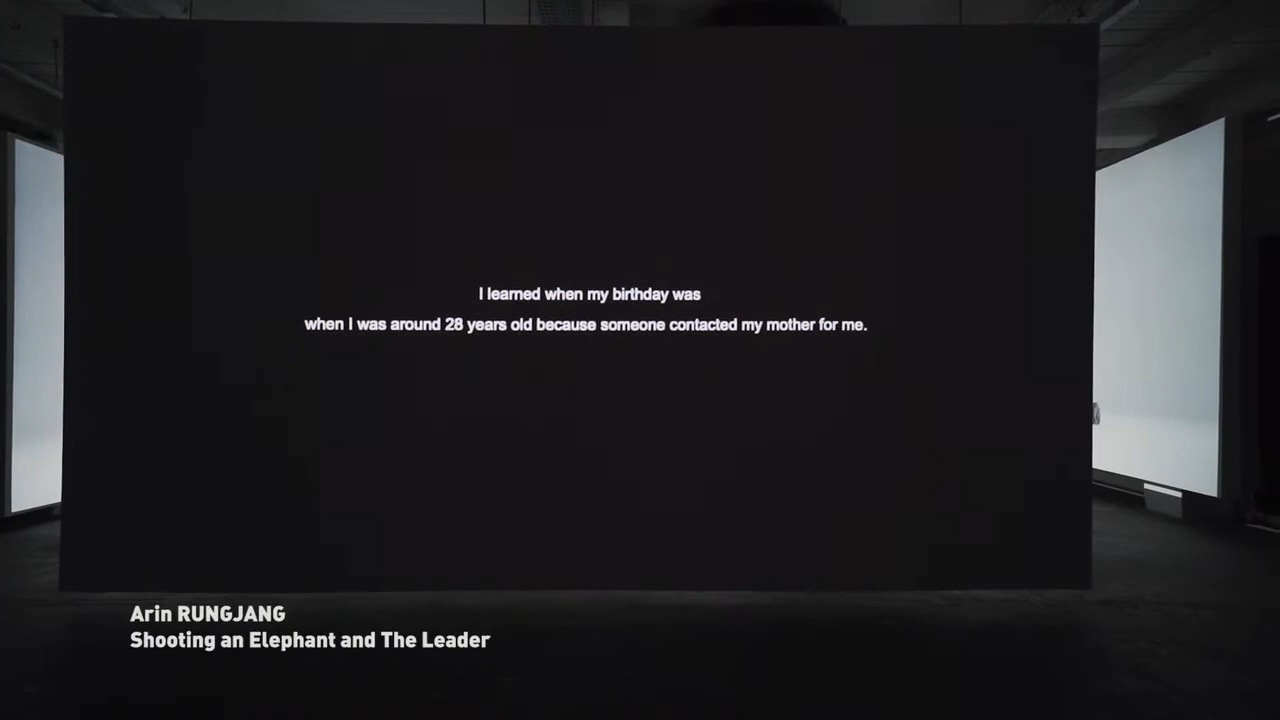 I learned when my birthday was
when I was around 28 years old because someone contacted my mother for me.
Arin RUNGJANG
Shooting an Elephant and The Leader